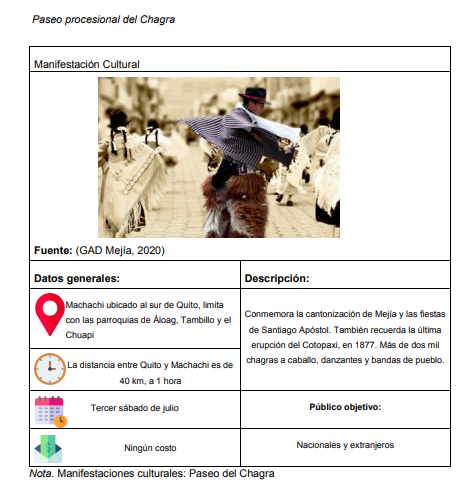 Paseo procesional del Chagra
Manifestación Cultural
Fuente: (GAD Mejía, 2020)
Datos generales:
Descripción:
Machachi ubicado al sur de Quito, limita
con las parroquias de Áloag, Tambillo y el
Chuapi
Conmemora la cantonización de Mejía y las fiestas
de Santiago Apóstol. También recuerda la última
erupción del Cotopaxi, en 1877. Más de dos mil
chagras a caballo, danzantes y bandas de pueblo.
La distancia entre Quito y Machachi es de
40 km, a 1 hora
Tercer sábado de julio
Público objetivo:
Ningún costo
Nacionales y extranjeros
Nota. Manifestaciones culturales: Paseo del Chagra